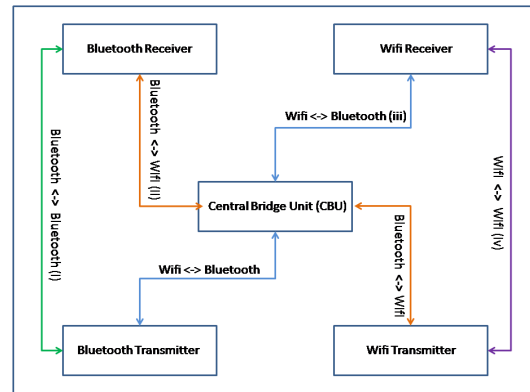 Bluetooth Receiver
Wifi Receiver
Wifi <-> Bluetooth (iii)
Bluetooth <-> Wifi (ii)
Bluetooth <-> Bluetooth (i)
Wifi <-> Wifi (iv)
Central Bridge Unit (CBU)
Wifi <-> Bluetooth
Bluetooth <-> Wifi
Bluetooth Transmitter
Wifi Transmitter